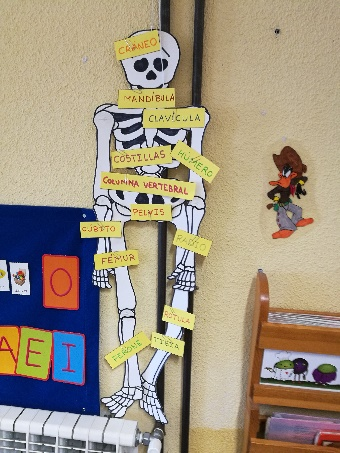 CRÁNEO
MANDÍBULA
CLAVÍCULA
COSTILLAS
HÚMERO
COLUMNA VERTEBRAL
PELVIS
CÚBITO
RADIO
FÉMUR
O
RÓTULA
PERONÉ
TIBIA
A E I